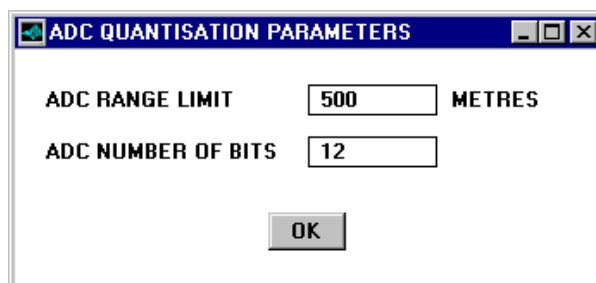 ADC QUANTISATION PARAMETERS
ADC RANGE LIMIT 500 METRES
ADC NUMBER OF BITS 12
OK